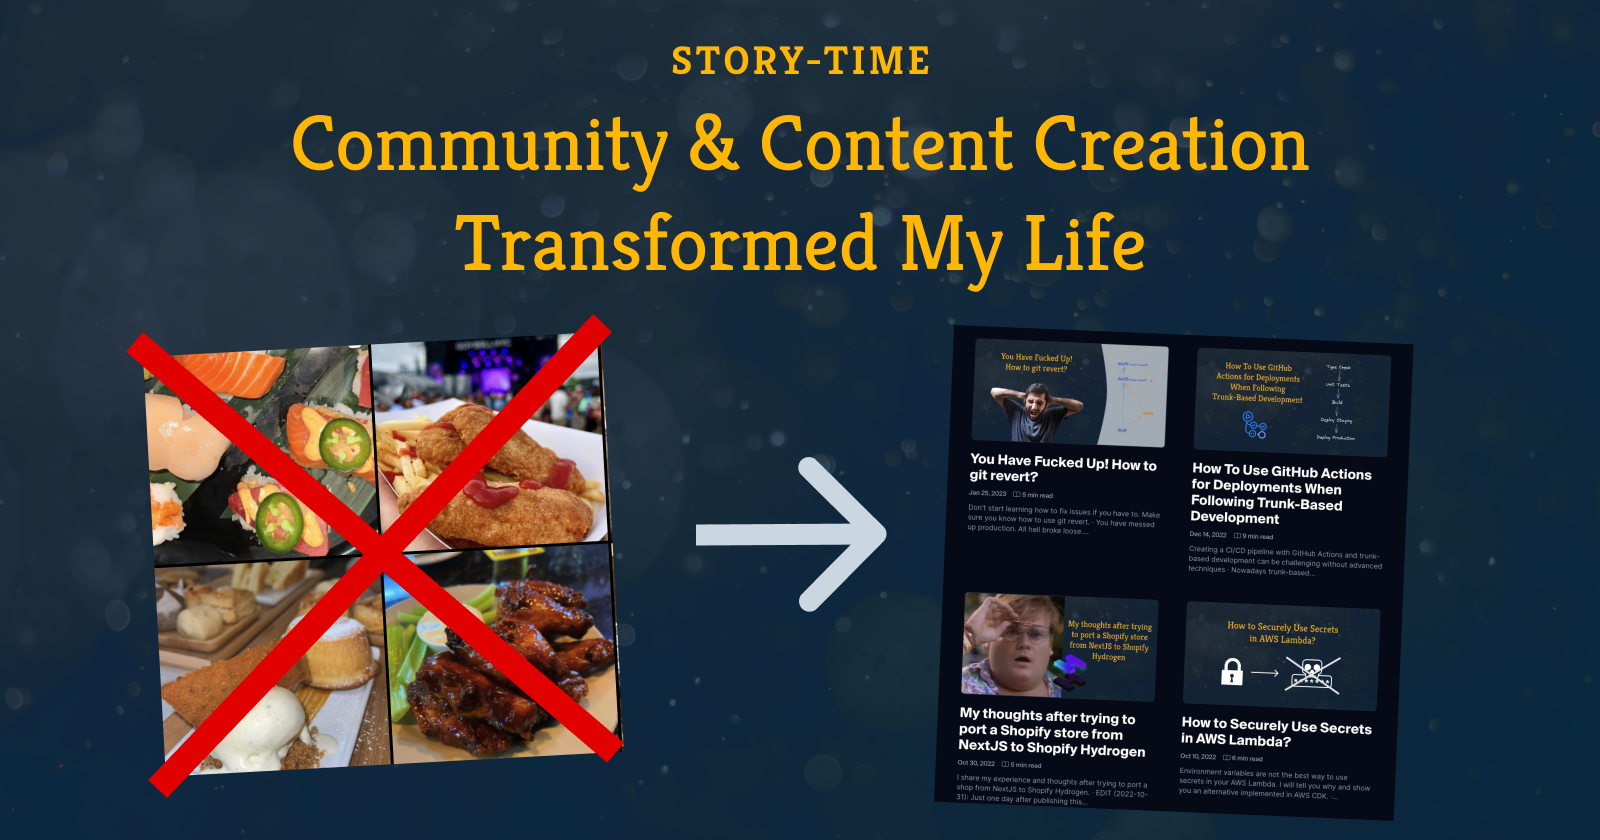 STORY-TIME
Community & Content Creation
Transformed My Life
You Have Fucked Up!
How to git revert?
You Have Fucked Up! How to
git revert?
Jan 25, 2023 5 min read
Don't start learning how to fix issues if you have to. Make
sure you know how to use git revert. · You have messed
up production. All hell broke loose....
How To Use GitHub
Actions for Deployments
When Following
Trunk-Based Development
Type Check
Unit Tests
Build
Deploy Staging
Deploy Production
How To Use GitHub Actions
for Deployments When
Following Trunk-Based
Development
Dec 14, 2022 9 min read
Creating a CI/CD pipeline with GitHub Actions and trunk-
based development can be challenging without advanced
techniques · Nowadays trunk-based...
My thoughts after trying
to port a Shopify store
from NextJS to Shopify
Hydrogen
My thoughts after trying to
port a Shopify store from
NextJS to Shopify Hydrogen
Oct 30, 2022 5 min read
I share my experience and thoughts after trying to port a
shop from NextJS to Shopify Hydrogen. · EDIT (2022-10-
31): Just one day after publishing this...
How to Securely Use Secrets
in AWS Lambda?
How to Securely Use Secrets
in AWS Lambda?
Oct 10, 2022 6 min read
Environment variables are not the best way to use
secrets in your AWS Lambda. I will tell you why and show
you an alternative implemented in AWS CDK. ·...